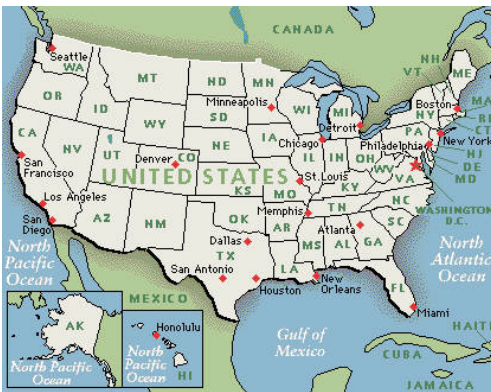 CANADA
Seattle
WA
MT
ND
MN
NH
VT
ME
OR
ID
Minneapolis
WI
MI
Boston
MA
NY
RI
CT
WY
SD
Detroit
New York
CA
NV
UT
Denver
CO
NE
IA
Chicago
IL
IN
OH
PA
Philadelphia
NJ
DE
MD
WV
VA
San
Francisco
UNITED STATES
KS
MO
St. Louis
KY
WASHINGTON
D.C.
Los Angeles
San
Diego
AZ
NM
OK
AR
Memphis
TN
NC
SC
North
Pacific
Ocean
Dallas
TX
MS
AL
Atlanta
GA
North
Atlantic
Ocean
San Antonio
LA
Houston
New
Orleans
FL
MEXICO
Miami
Gulf of
Mexico
AK
North Pacific
Ocean
Honolulu
North
Pacific
Ocean
HI
CUBA
HAITI
JAMAICA